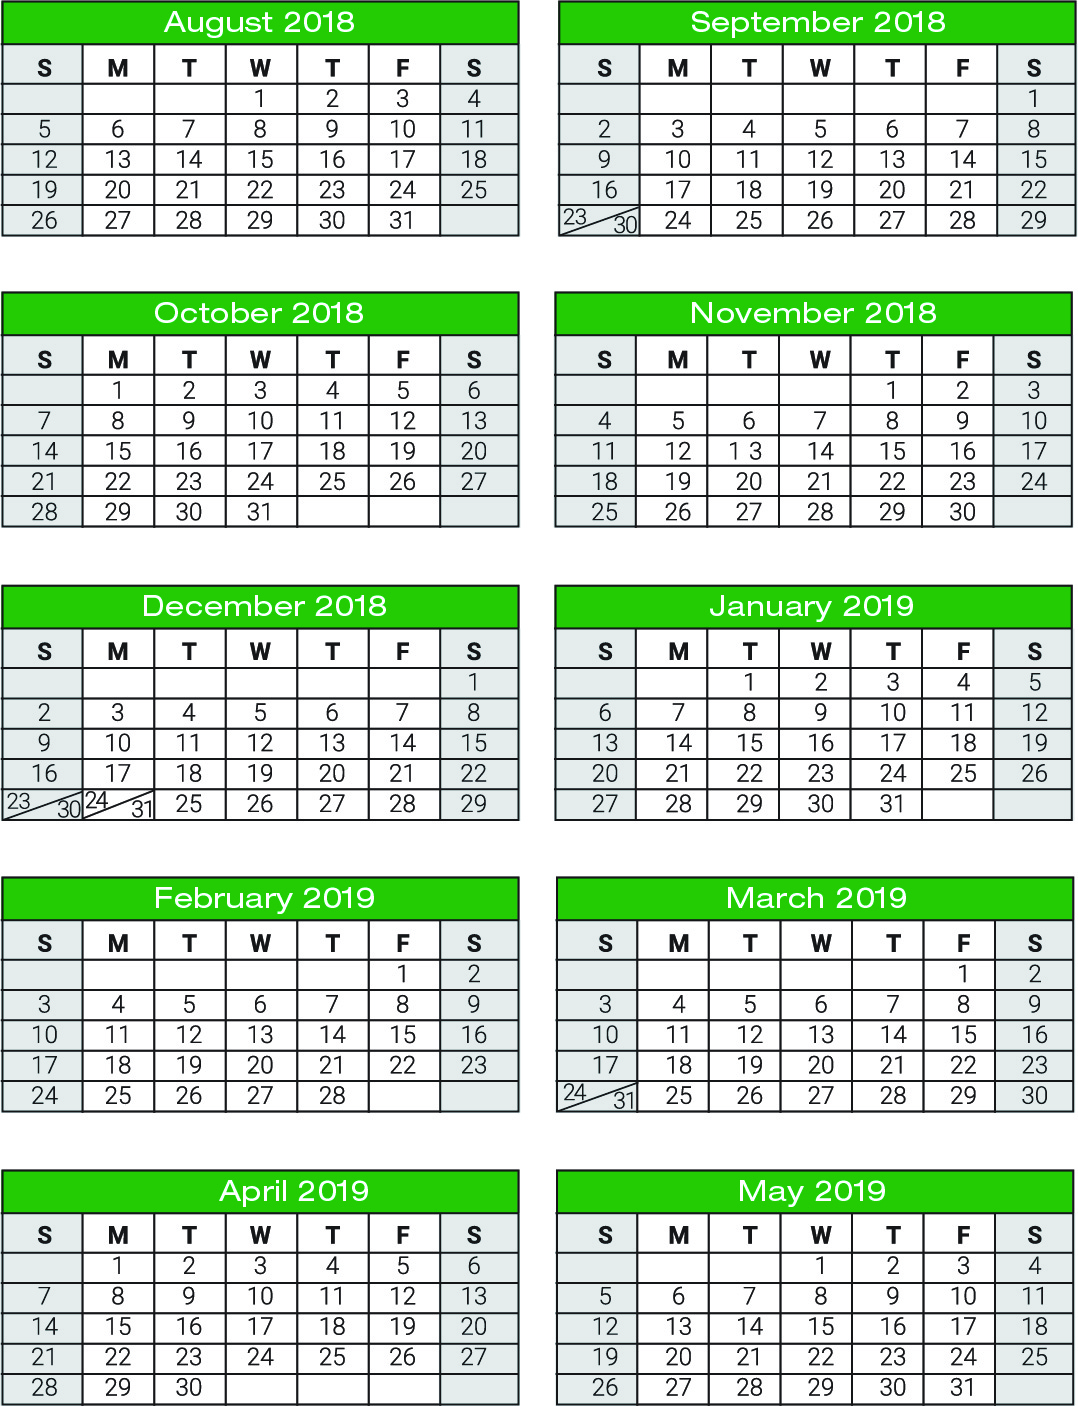 August 2018
S M T W T F S
1 2 3 4
5 6 7 8 9 10 11
12 13 14 15 16 17 18
19 20 21 22 23 24 25
26 27 28 29 30 31
September 2018
S M T W T F S
1
2 3 4 5 6 7 8
9 10 11 12 13 14 15
16 17 18 19 20 21 22
23 30 24 25 26 27 28 29
October 2018
S M T W T F S
1 2 3 4 5 6
7 8 9 10 11 12 13
14 15 16 17 18 19 20
21 22 23 24 25 26 27
28 29 30 31
November 2018
S M T W T F S
1 2 3
4 5 6 7 8 9 10
11 12 1 3 14 15 16 17
18 19 20 21 22 23 24
25 26 27 28 29 30
December 2018
S M T W T F S
1
2 3 4 5 6 7 8
9 10 11 12 13 14 15
16 17 18 19 20 21 22
23 30 24 31 25 26 27 28 29
January 2019
S M T W T F S
1 2 3 4 5
6 7 8 9 10 11 12
13 14 15 16 17 18 19
20 21 22 23 24 25 26
27 28 29 30 31
February 2019
S M T W T F S
1 2
3 4 5 6 7 8 9
10 11 12 13 14 15 16
17 18 19 20 21 22 23
24 25 26 27 28
March 2019
S M T W T F S
1 2
3 4 5 6 7 8 9
10 11 12 13 14 15 16
17 18 19 20 21 22 23
24 31 25 26 27 28 29 30
April 2019
S M T W T F S
1 2 3 4 5 6
7 8 9 10 11 12 13
14 15 16 17 18 19 20
21 22 23 24 25 26 27
28 29 30
May 2019
S M T W T F S
1 2 3 4
5 6 7 8 9 10 11
12 13 14 15 16 17 18
19 20 21 22 23 24 25
26 27 28 29 30 31